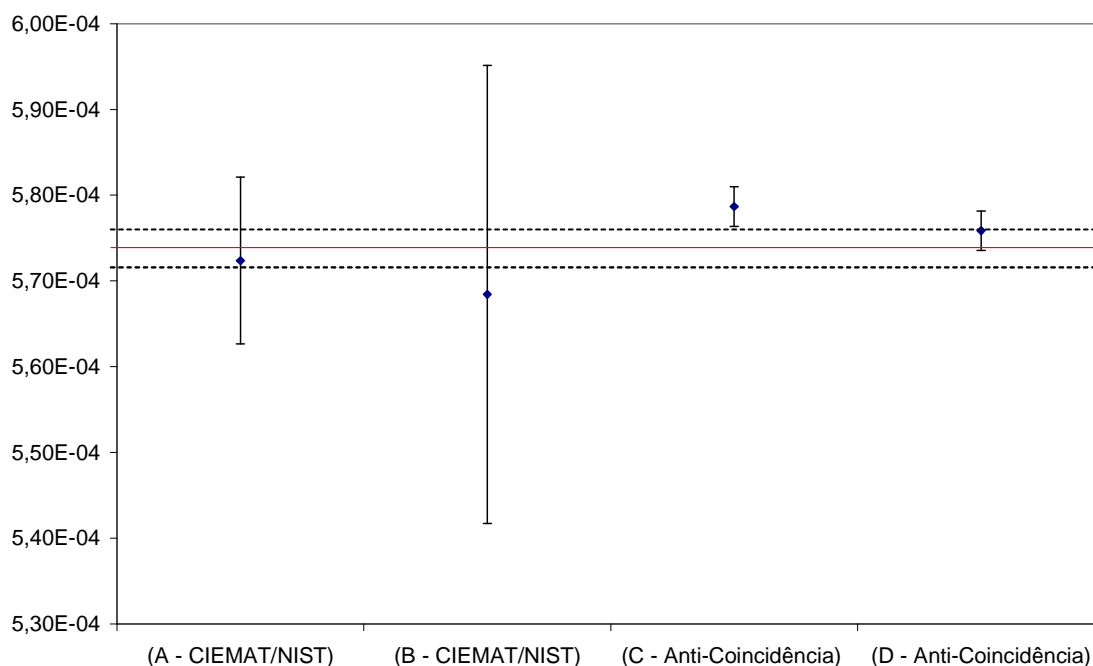 6,00E-04
5,90E-04
5,80E-04
5,70E-04
5,60E-04
5,50E-04
5,40E-04
5,30E-04
(A - CIEMAT/NIST) (B - CIEMAT/NIST) (C - Anti-Coincidência) (D - Anti-Coincidência)